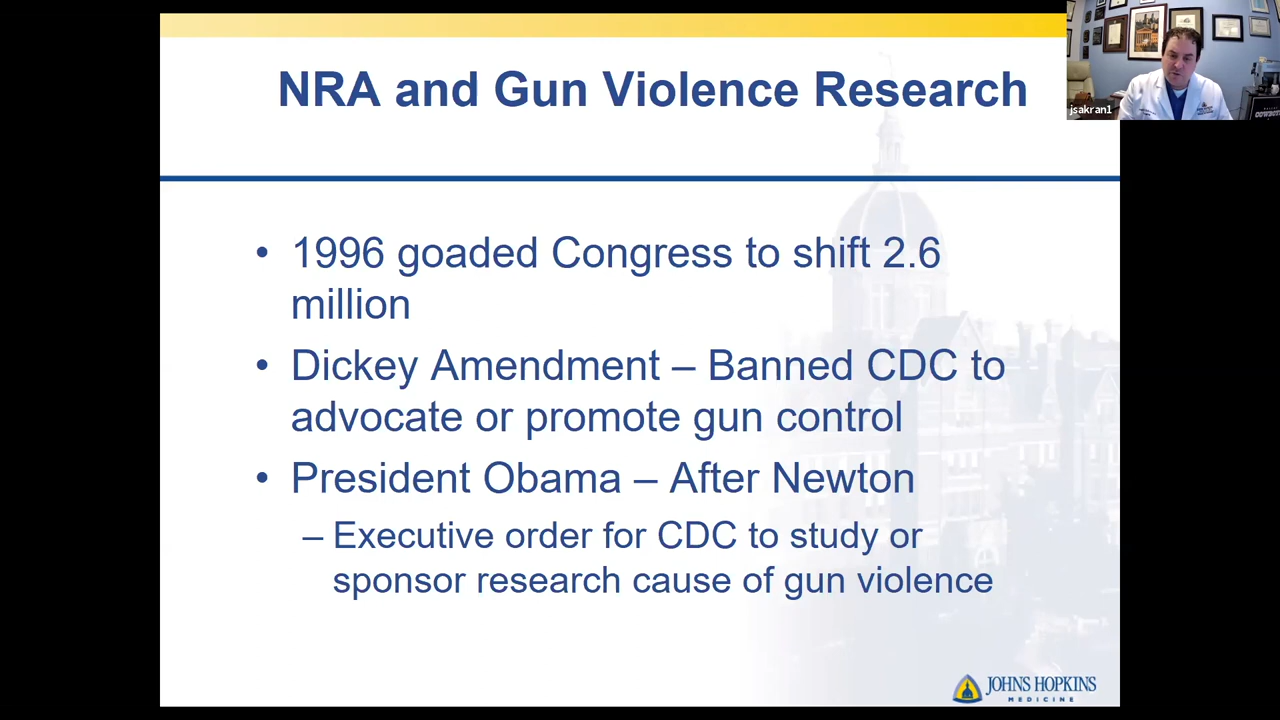 NRA and Gun Violence Research
jsakran1
• 1996 goaded Congress to shift 2.6
million
• Dickey Amendment – Banned CDC to
advocate or promote gun control
• President Obama – After Newton
– Executive order for CDC to study or
sponsor research cause of gun violence
JOHNS HOPKINS
MEDICINE